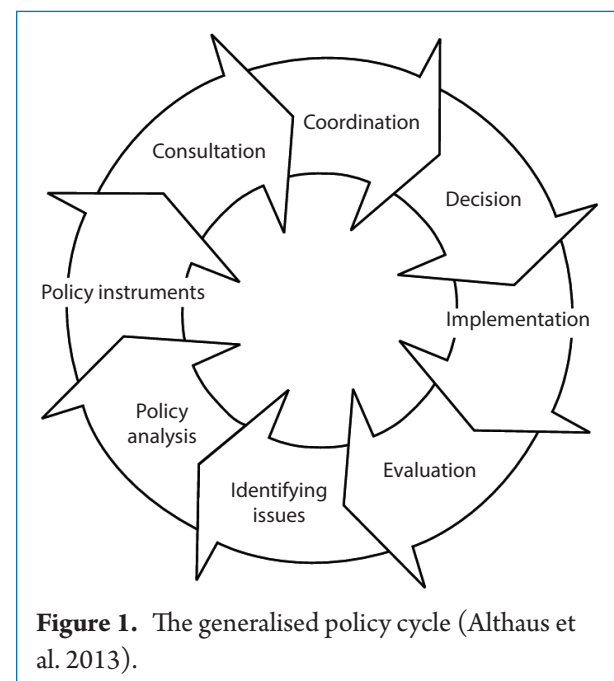 Coordination
Consultation
Decision
Policy instruments
Implementation
Policy
analysis
Evaluation
Identifying
issues
Figure 1. The generalised policy cycle (Althaus et
al. 2013).